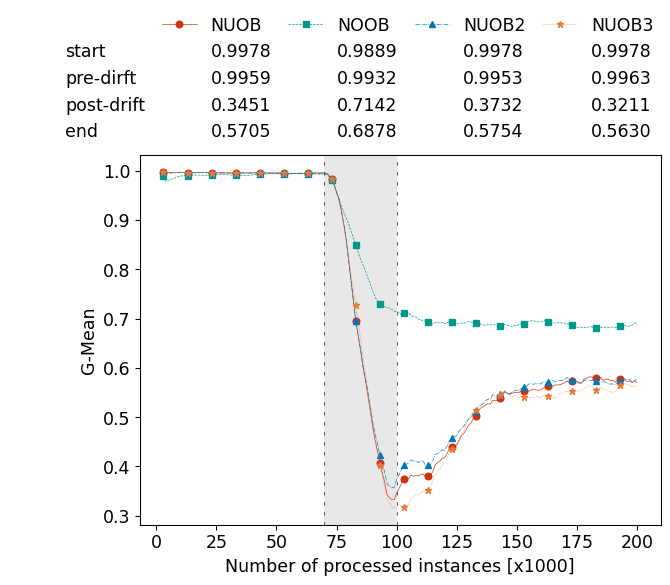 NUOB NOOB NUOB2 NUOB3
start 0.9978 0.9889 0.9978 0.9978
pre-dirft 0.9959 0.9932 0.9953 0.9963
post-drift 0.3451 0.7142 0.3732 0.3211
end 0.5705 0.6878 0.5754 0.5630
1.0
0.9
0.8
0.7
0.6
0.5
0.4
0.3
G-Mean
0 25 50 75 100 125 150 175 200
Number of processed instances [x1000]